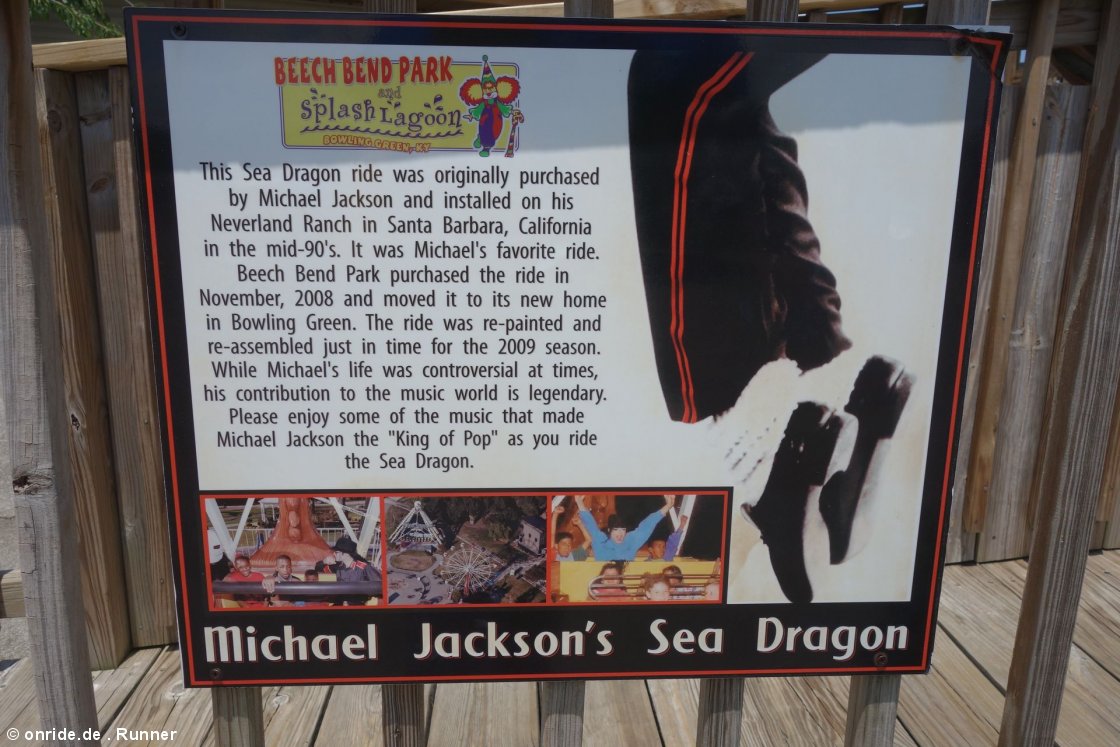 BEECH BEND PARK
and
Splash Lagoon
BOWLING GREEN, KY
This Sea Dragon ride was originally purchased
by Michael Jackson and installed on his
Neverland Ranch in Santa Barbara, California
in the mid-90's. It was Michael's favorite ride.
Beech Bend Park purchased the ride in
November, 2008 and moved it to its new home
in Bowling Green. The ride was re-painted and
re-assembled just in time for the 2009 season.
While Michael's life was controversial at times,
his contribution to the music world is legendary.
Please enjoy some of the music that made
Michael Jackson the "King of Pop" as you ride
the Sea Dragon.
Michael Jackson's Sea Dragon
© onride.de . Runner